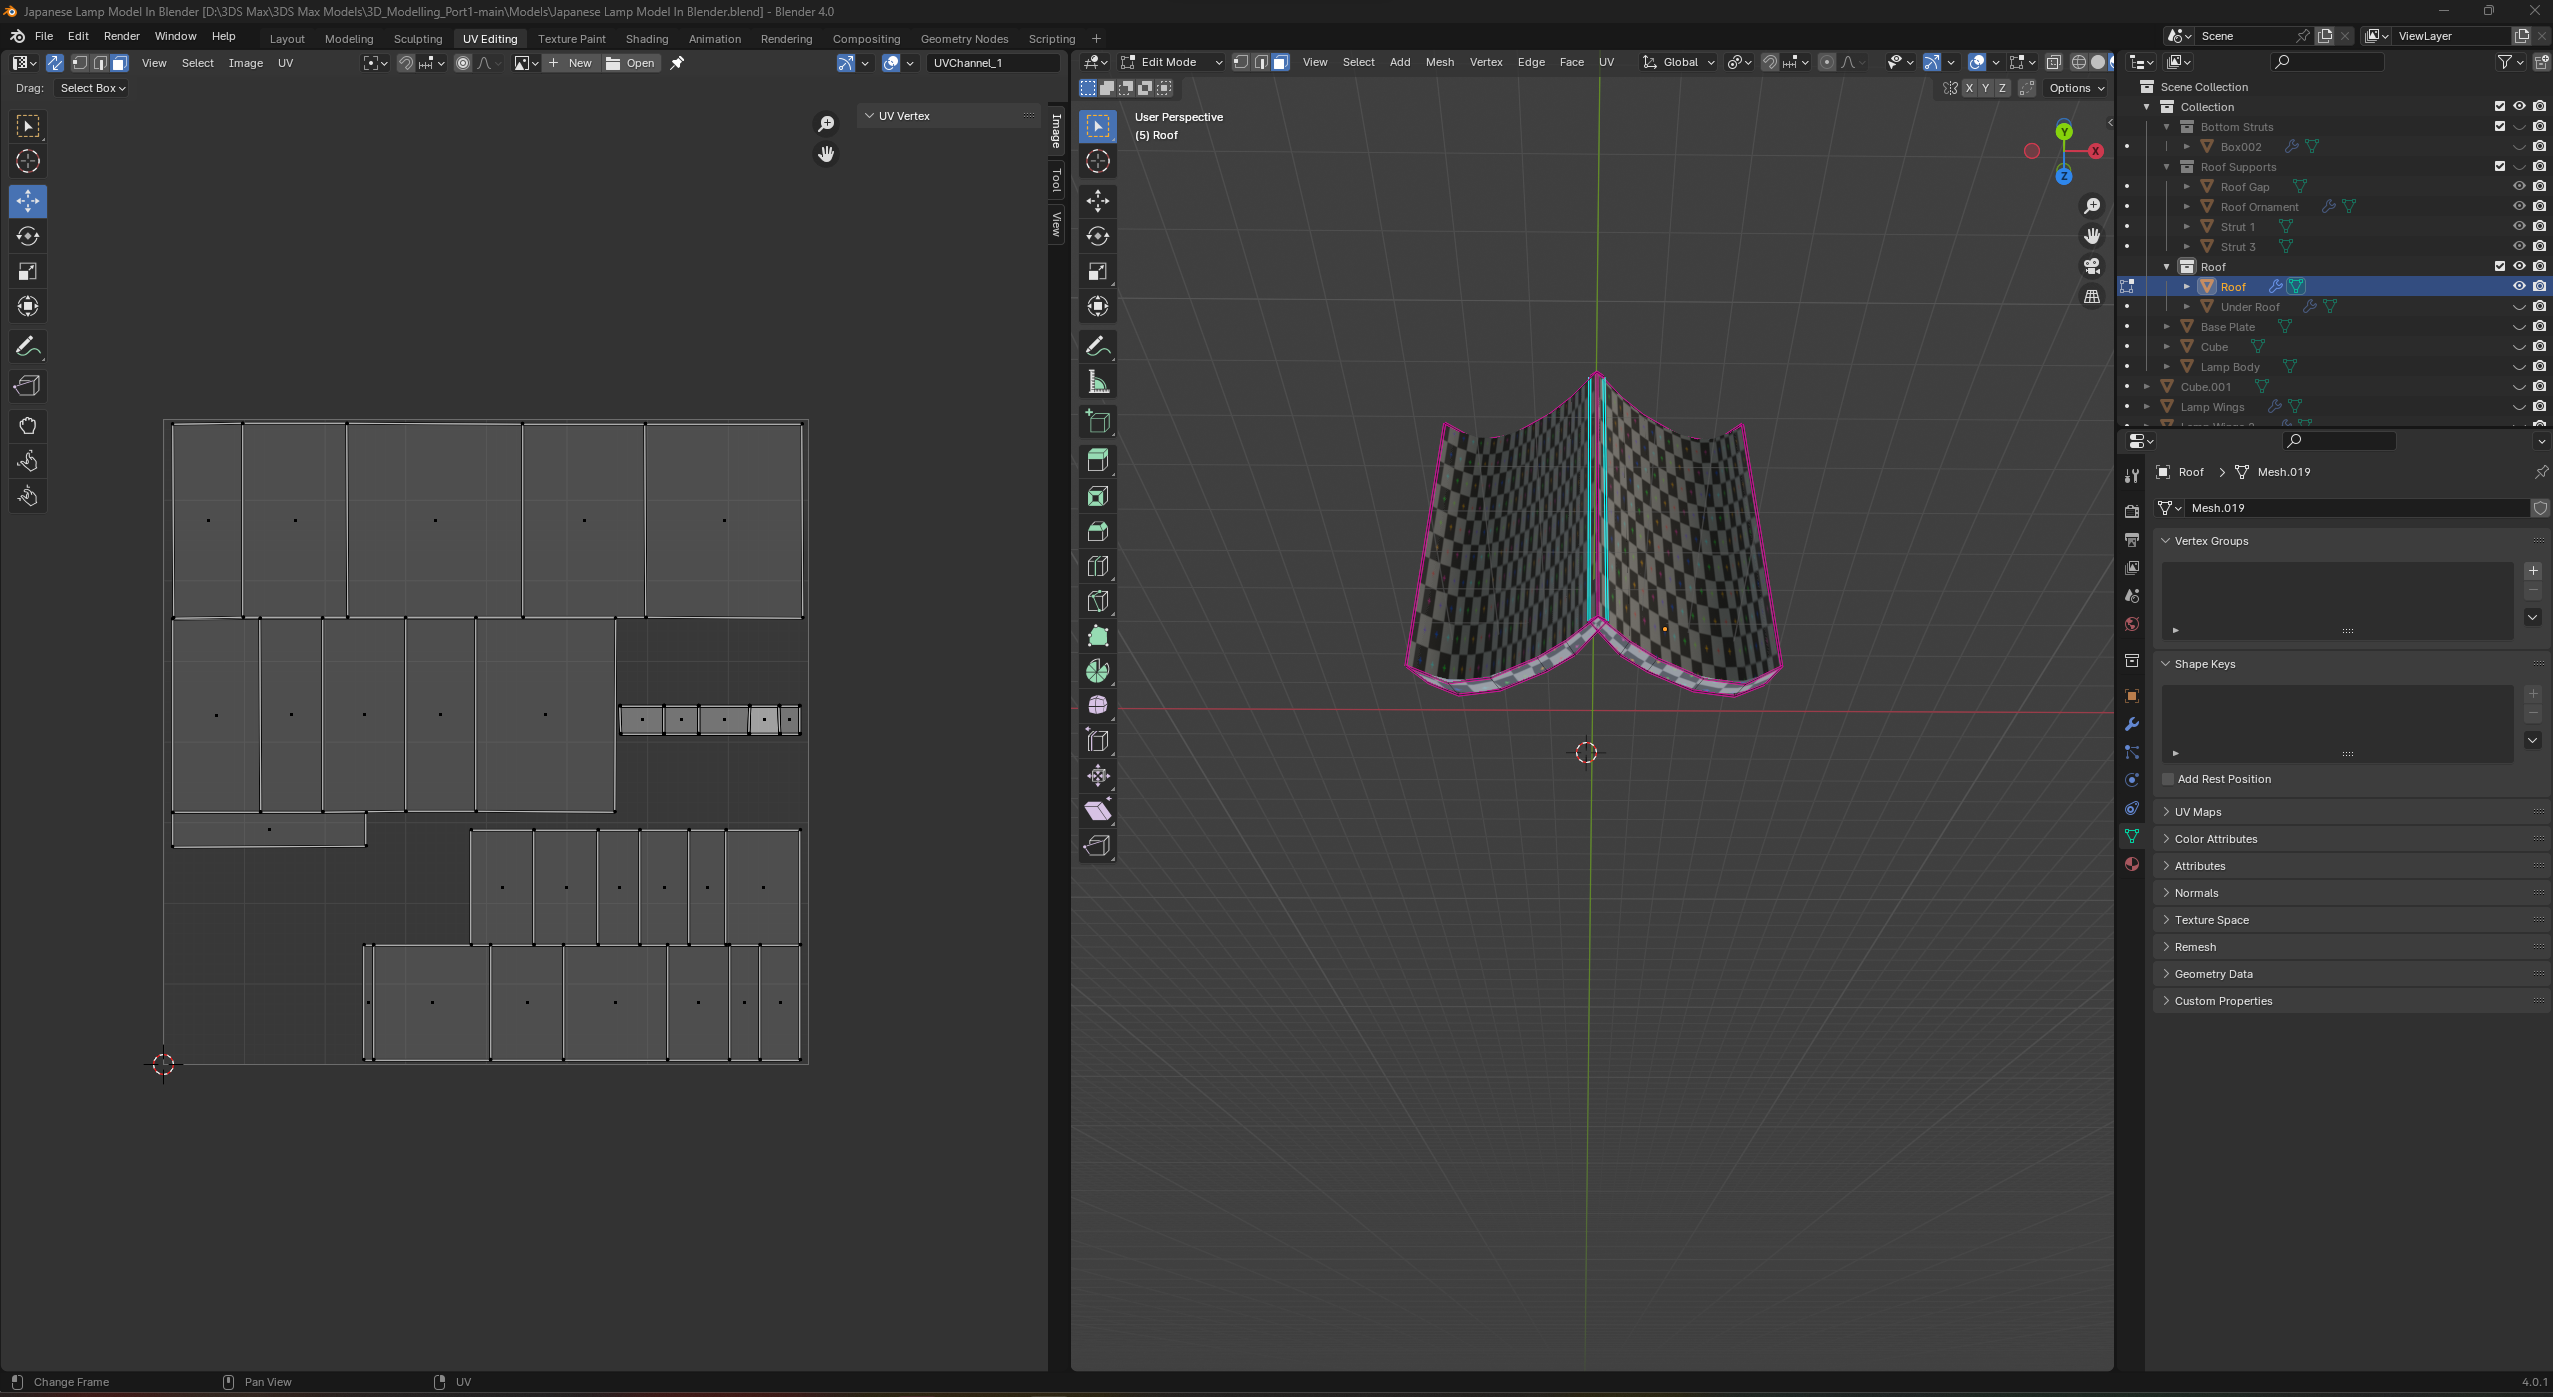 Japanese Lamp Model In Blender [D:\3DS Max\3DS Max Models\3D_Modelling_Port1-main\Models\Japanese Lamp Model In Blender.blend] - Blender 4.0
File Edit Render Window Help Layout Modeling Sculpting UV Editing Texture Paint Shading Animation Rendering Compositing Geometry Nodes Scripting + Scene ViewLayer
View Select Image UV New Open UVChannel_1
Drag: Select Box
UV Vertex
Image
Tool
View
Edit Mode View Select Add Mesh Vertex Edge Face UV Global
X Y Z Options
User Perspective
(5) Roof
Y
X
Z
Scene Collection
Collection
Bottom Struts
Box002
Roof Supports
Roof Gap
Roof Ornament
Strut 1
Strut 3
Roof
Roof
Under Roof
Base Plate
Cube
Lamp Body
Cube.001
Lamp Wings
Roof > Mesh.019
Mesh.019
Vertex Groups
Shape Keys
Add Rest Position
UV Maps
Color Attributes
Attributes
Normals
Texture Space
Remesh
Geometry Data
Custom Properties
Change Frame Pan View UV 4.0.1